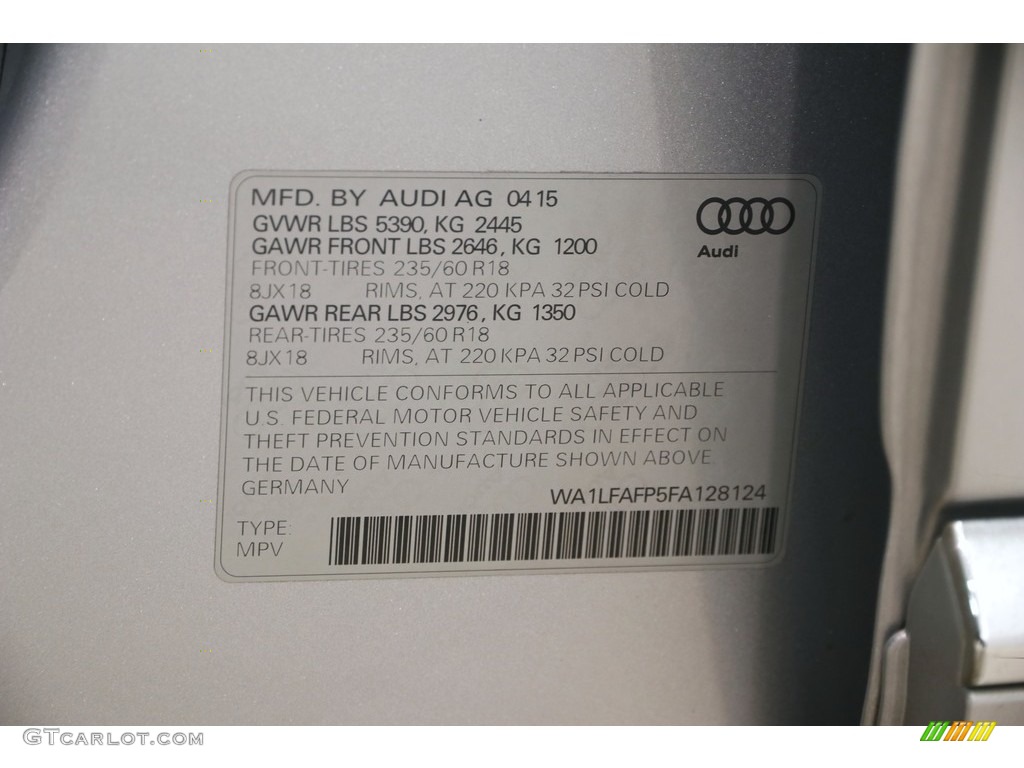 MFD. BY AUDI AG 04 15
GVWR LBS 5390, KG 2445
GAWR FRONT LBS 2646, KG 1200
FRONT-TIRES 235/60 R18
8JX18 RIMS, AT 220 KPA 32 PSI COLD
GAWR REAR LBS 2976, KG 1350
REAR-TIRES 235/60 R18
8JX18 RIMS, AT 220 KPA 32 PSI COLD
Audi
THIS VEHICLE CONFORMS TO ALL APPLICABLE
U.S. FEDERAL MOTOR VEHICLE SAFETY AND
THEFT PREVENTION STANDARDS IN EFFECT ON
THE DATE OF MANUFACTURE SHOWN ABOVE
GERMANY
WA1LFAFP5FA128124
TYPE:
MPV
GTCARLOT.COM